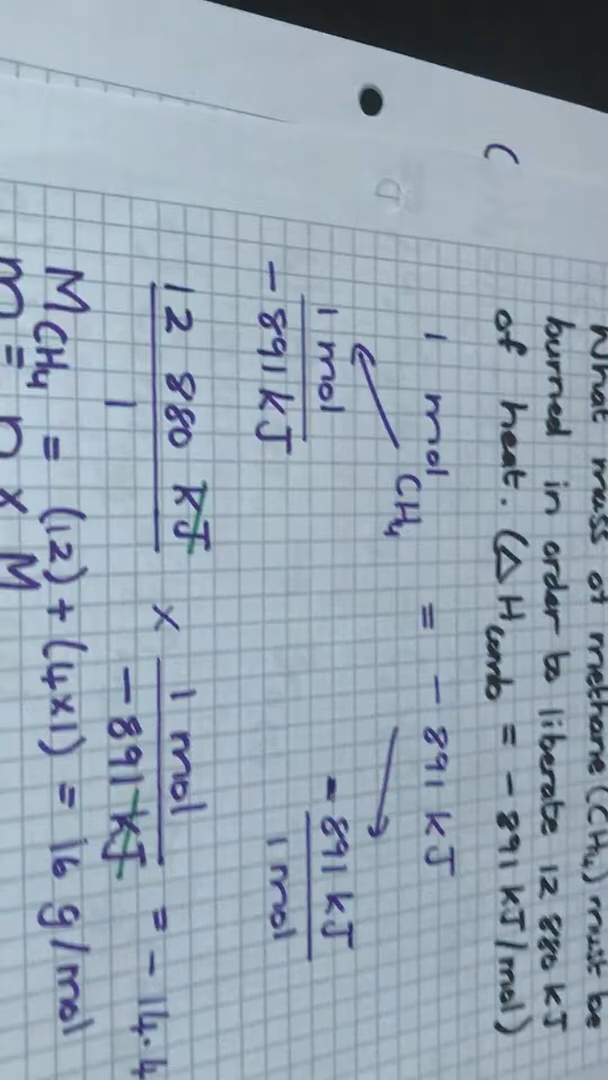 What mass of methane (CH₄) must be
burned in order to liberate 12 880 kJ
of heat. (ΔHcomb = -891 kJ/mol)
1 mol CH₄ = -891 kJ
1 mol
-891 kJ
-891 kJ
1 mol
12 880 kJ
1
×
1 mol
-891 kJ
= -14.4
M CH₄ = (12) + (4×1) = 16 g/mol
m = n × M